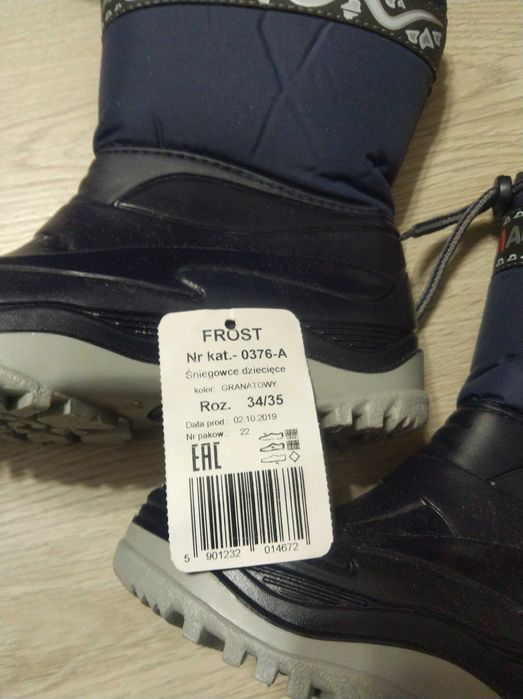 FROST
Nr kat.- 0376-A
Śniegowce dziecięce
kolor: GRANATOWY
Roz. 34/35
Data prod.: 02.10.2019
Nr pakow.: 22
EAC
5 901232 014672